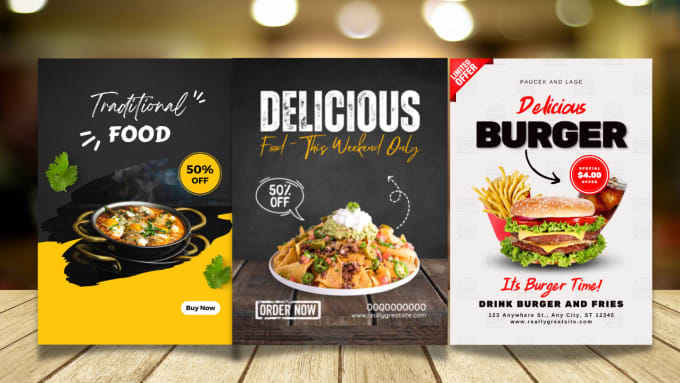 Traditional
FOOD
50%
OFF
Buy Now
DELICIOUS
Food - This Weekend Only
50%
OFF
ORDER NOW
0000000000
www.reallygreatsite.com
LIMITED
OFFER
PAUCEK AND LAGE
Delicious
BURGER
SPECIAL
$4.00
OFFER
Its Burger Time!
DRINK BURGER AND FRIES
123 Anywhere St., Any City, ST 12345
www.reallygreatsite.com